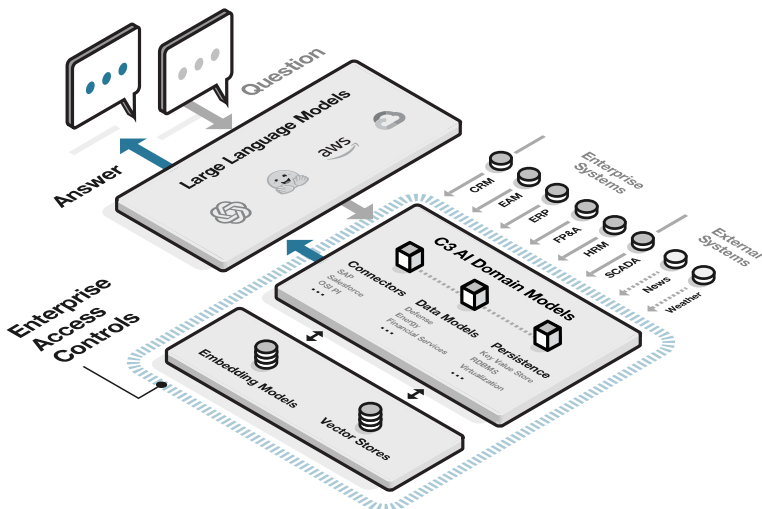 Question
Answer
Large Language Models
aws
Enterprise
Systems
External
Systems
CRM
EAM
ERP
FP&A
HRM
SCADA
News
Weather
C3 AI Domain Models
Connectors
SAP
Salesforce
OSI PI
Data Models
Defense
Energy
Financial Services
Persistence
Key Value Store
RDBMS
Virtualization
Enterprise
Access
Controls
Embedding Models
Vector Stores